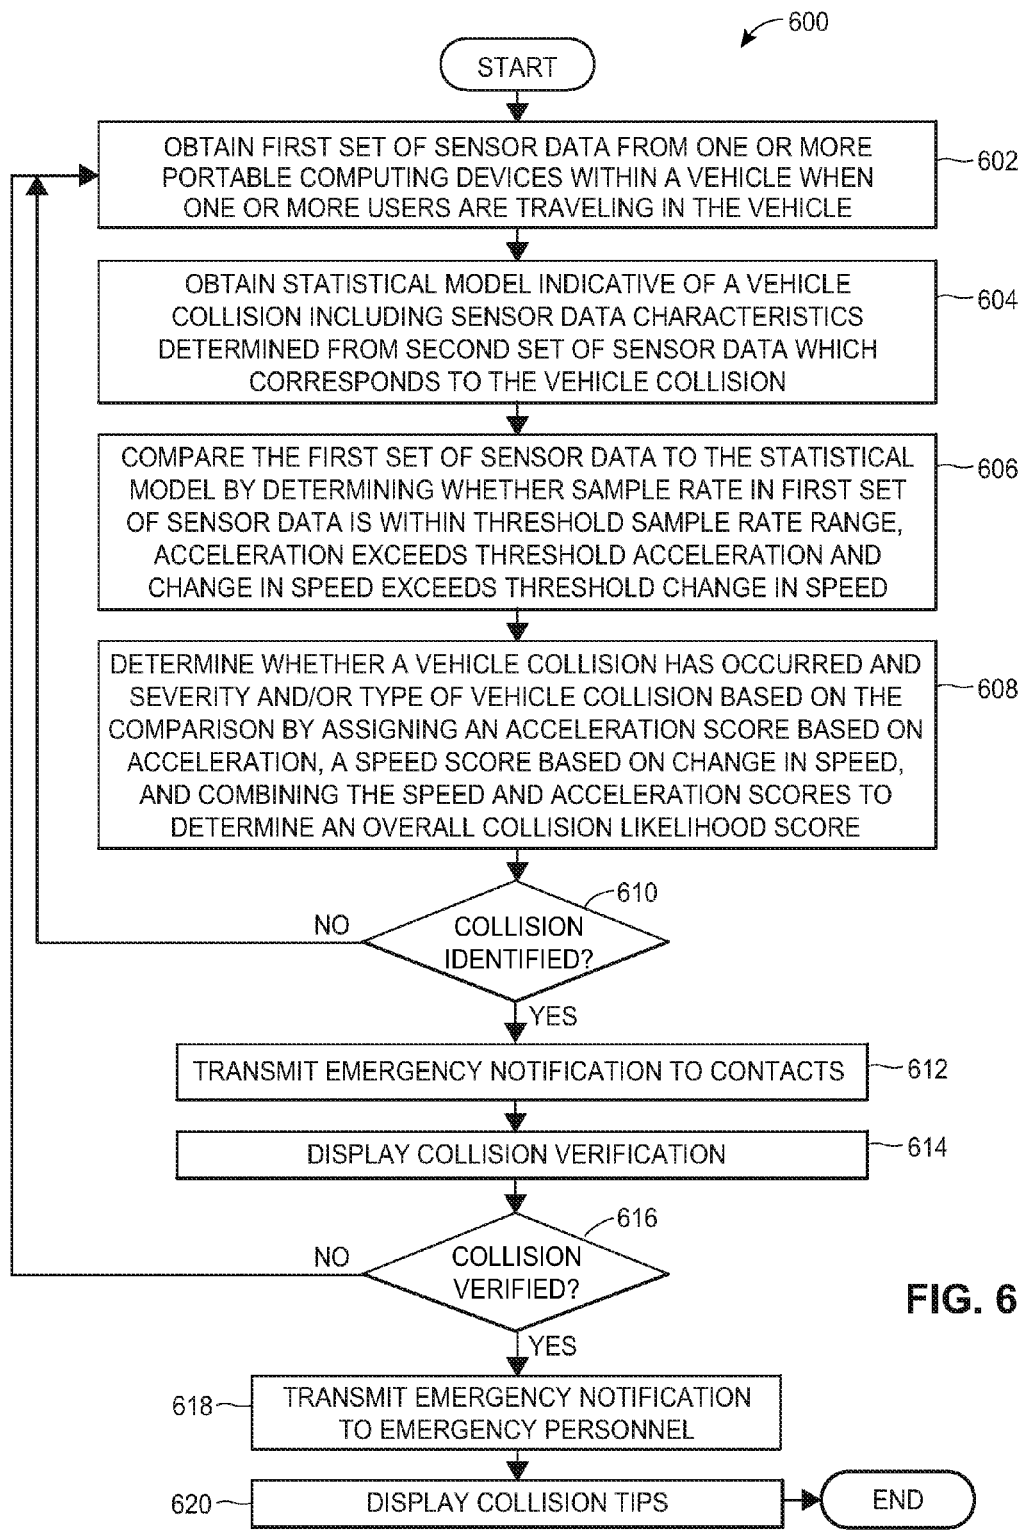 600
START
OBTAIN FIRST SET OF SENSOR DATA FROM ONE OR MORE
PORTABLE COMPUTING DEVICES WITHIN A VEHICLE WHEN
ONE OR MORE USERS ARE TRAVELING IN THE VEHICLE
602
OBTAIN STATISTICAL MODEL INDICATIVE OF A VEHICLE
COLLISION INCLUDING SENSOR DATA CHARACTERISTICS
DETERMINED FROM SECOND SET OF SENSOR DATA WHICH
CORRESPONDS TO THE VEHICLE COLLISION
604
COMPARE THE FIRST SET OF SENSOR DATA TO THE STATISTICAL
MODEL BY DETERMINING WHETHER SAMPLE RATE IN FIRST SET
OF SENSOR DATA IS WITHIN THRESHOLD SAMPLE RATE RANGE,
ACCELERATION EXCEEDS THRESHOLD ACCELERATION AND
CHANGE IN SPEED EXCEEDS THRESHOLD CHANGE IN SPEED
606
DETERMINE WHETHER A VEHICLE COLLISION HAS OCCURRED AND
SEVERITY AND/OR TYPE OF VEHICLE COLLISION BASED ON THE
COMPARISON BY ASSIGNING AN ACCELERATION SCORE BASED ON
ACCELERATION, A SPEED SCORE BASED ON CHANGE IN SPEED,
AND COMBINING THE SPEED AND ACCELERATION SCORES TO
DETERMINE AN OVERALL COLLISION LIKELIHOOD SCORE
608
610
NO
COLLISION
IDENTIFIED?
YES
TRANSMIT EMERGENCY NOTIFICATION TO CONTACTS
612
DISPLAY COLLISION VERIFICATION
614
616
NO
COLLISION
VERIFIED?
FIG. 6
YES
618
TRANSMIT EMERGENCY NOTIFICATION
TO EMERGENCY PERSONNEL
620
DISPLAY COLLISION TIPS
END